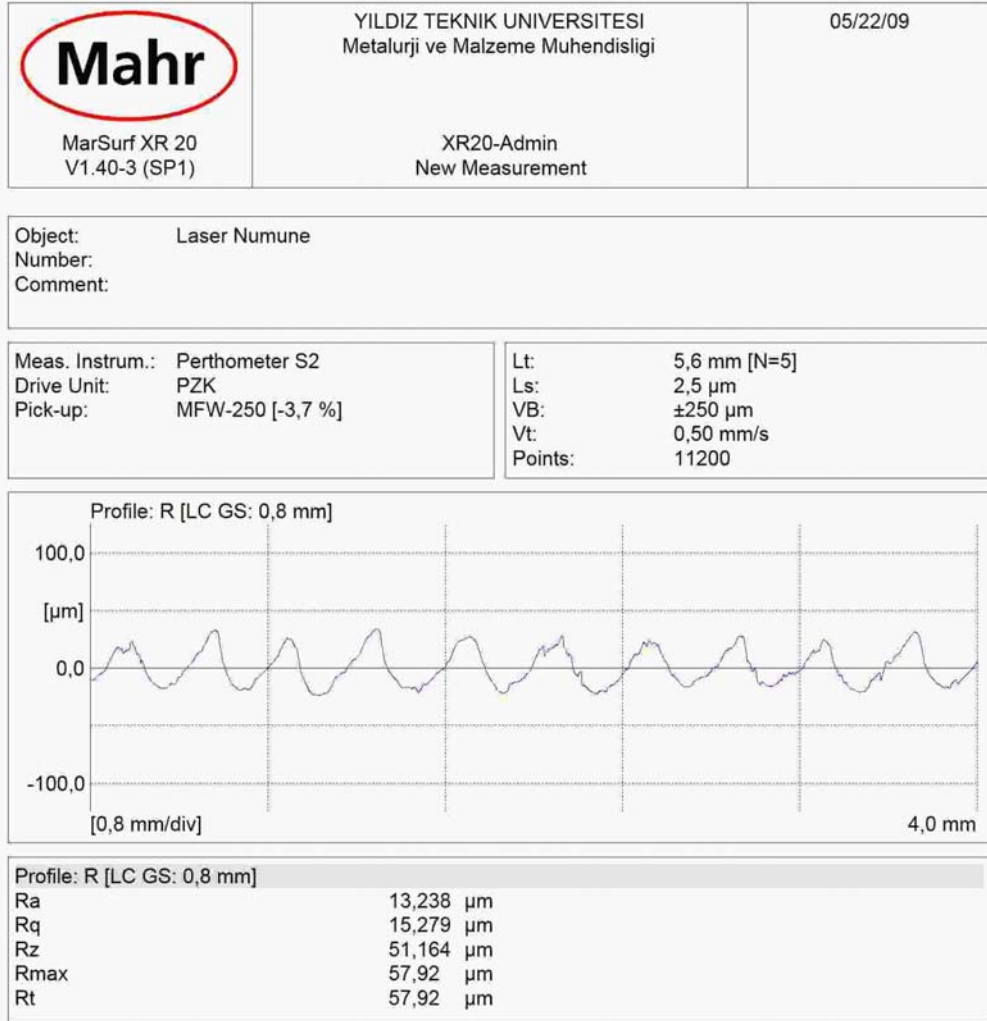 Mahr
MarSurf XR 20
V1.40-3 (SP1)
YILDIZ TEKNIK UNIVERSITESI
Metalurji ve Malzeme Muhendisligi
XR20-Admin
New Measurement
05/22/09
Object: Laser Numune
Number:
Comment:
Meas. Instrum.: Perthometer S2
Drive Unit: PZK
Pick-up: MFW-250 [-3,7 %]
Lt: 5,6 mm [N=5]
Ls: 2,5 µm
VB: ±250 µm
Vt: 0,50 mm/s
Points: 11200
Profile: R [LC GS: 0,8 mm]
100,0
[µm]
0,0
-100,0
[0,8 mm/div] 4,0 mm
Profile: R [LC GS: 0,8 mm]
Ra 13,238 µm
Rq 15,279 µm
Rz 51,164 µm
Rmax 57,92 µm
Rt 57,92 µm